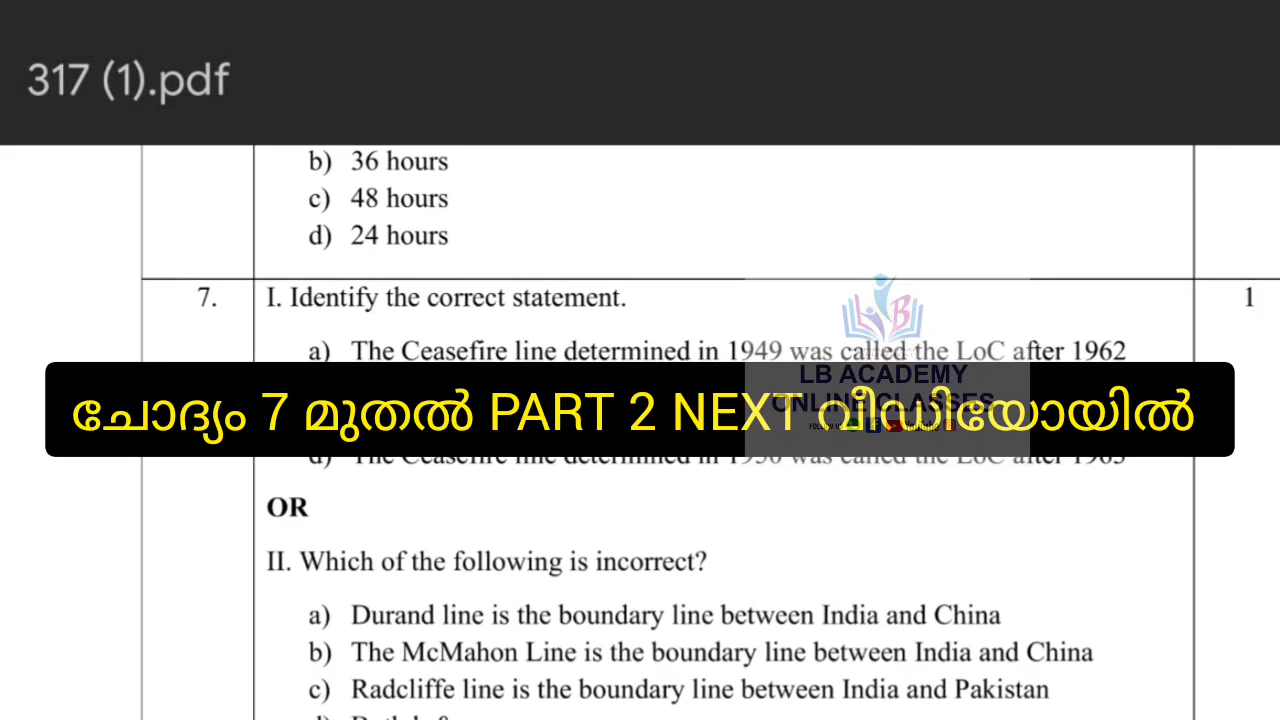 317 (1).pdf
b) 36 hours
c) 48 hours
d) 24 hours
7. I. Identify the correct statement. 1
a) The Ceasefire line determined in 1949 was called the LoC after 1962
LB ACADEMY
ചോദ്യം 7 മുതൽ PART 2 NEXT വീഡിയോയിൽ
ONLINE CLASSES
OR
II. Which of the following is incorrect?
a) Durand line is the boundary line between India and China
b) The McMahon Line is the boundary line between India and China
c) Radcliffe line is the boundary line between India and Pakistan